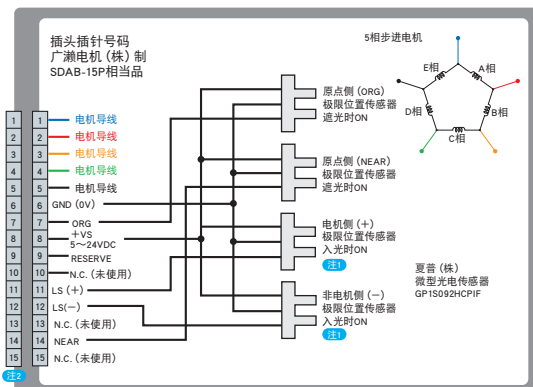 插头插针号码
广濑电机 (株) 制
SDAB-15P相当品
1 1 电机导线
2 2 电机导线
3 3 电机导线
4 4 电机导线
5 5 电机导线
6 6 GND (0V)
7 7 ORG
8 8 +VS
5～24VDC
9 9 RESERVE
10 10 N.C. (未使用)
11 11 LS (+)
12 12 LS(−)
13 13 N.C. (未使用)
14 14 NEAR
15 15 N.C. (未使用)
注2
原点侧 (ORG)
极限位置传感器
遮光时ON
原点侧 (NEAR)
极限位置传感器
遮光时ON
电机侧 (+)
极限位置传感器
入光时ON
注1
非电机侧 (−)
极限位置传感器
入光时ON
注1
5相步进电机
E相 A相
D相 B相
C相
夏普 (株)
微型光电传感器
GP1S092HCPIF